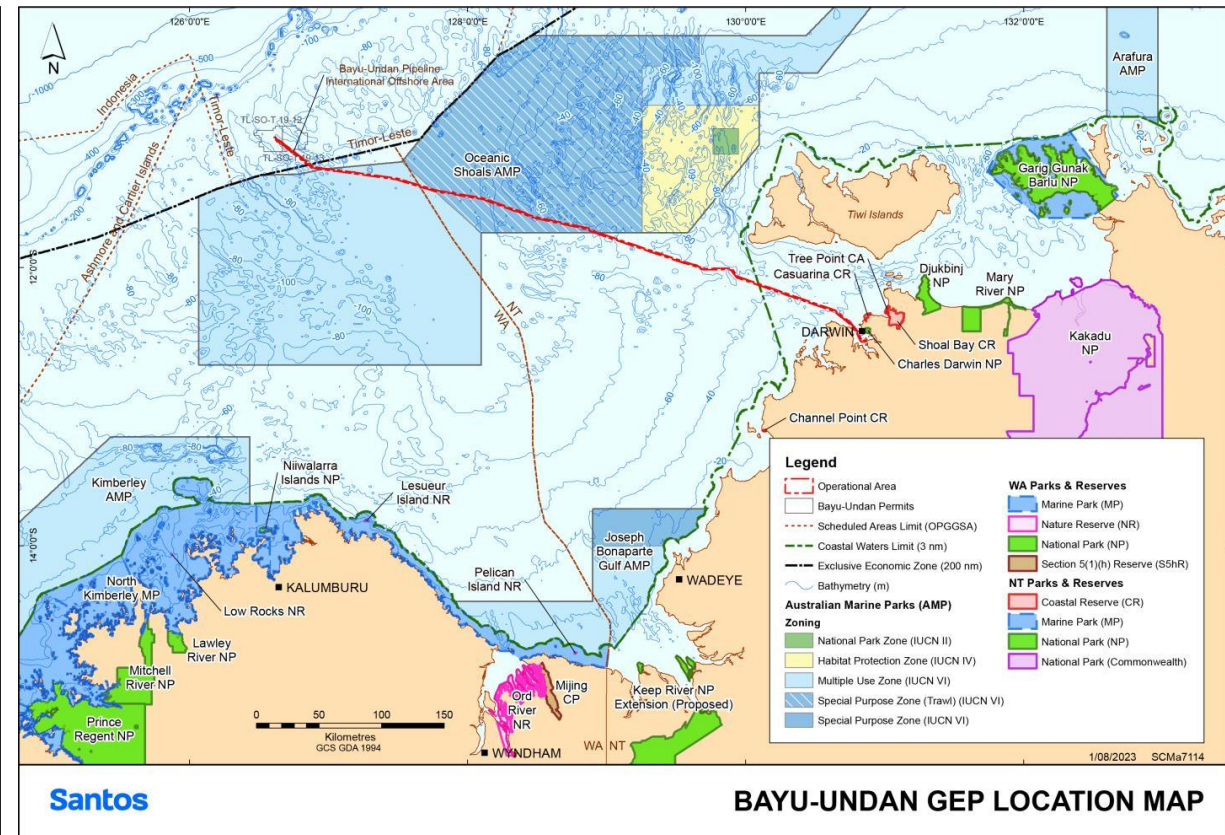 126°0'0"E
128°0'0"E
130°0'0"E
132°0'0"E
N
-1000
-500
-100
Indonesia
Bayu-Undan Pipeline
International Offshore Area
Timor-Leste
TL-SO-T 19-12
Timor-Leste
Ashmore and Cartier Islands
Oceanic
Shoals AMP
Arafura
AMP
Garig Gunak
Barlu NP
Tiwi Islands
12°0'0"S
Tree Point CA
Casuarina CR
Djukbinj
NP
Mary
River NP
DARWIN
Shoal Bay CR
Charles Darwin NP
Kakadu
NP
NT
WA
Channel Point CR
Kimberley
AMP
Niiwalarra
Islands NP
Lesueur
Island NR
14°0'0"S
Joseph
Bonaparte
Gulf AMP
WADEYE
North
Kimberley MP
KALUMBURU
Low Rocks NR
Pelican
Island NR
Lawley
River NP
Mitchell
River NP
Prince
Regent NP
Ord
River
NR
Mijing
CP
Keep River NP
Extension (Proposed)
WYNDHAM
WA NT
0 50 100 150
Kilometres
GCS GDA 1994
Legend
Operational Area
Bayu-Undan Permits
Scheduled Areas Limit (OPGGSA)
Coastal Waters Limit (3 nm)
Exclusive Economic Zone (200 nm)
Bathymetry (m)
Australian Marine Parks (AMP)
Zoning
National Park Zone (IUCN II)
Habitat Protection Zone (IUCN IV)
Multiple Use Zone (IUCN VI)
Special Purpose Zone (Trawl) (IUCN VI)
Special Purpose Zone (IUCN VI)
WA Parks & Reserves
Marine Park (MP)
Nature Reserve (NR)
National Park (NP)
Section 5(1)(h) Reserve (S5hR)
NT Parks & Reserves
Coastal Reserve (CR)
Marine Park (MP)
National Park (NP)
National Park (Commonwealth)
1/08/2023 SCMa7114
Santos
BAYU-UNDAN GEP LOCATION MAP